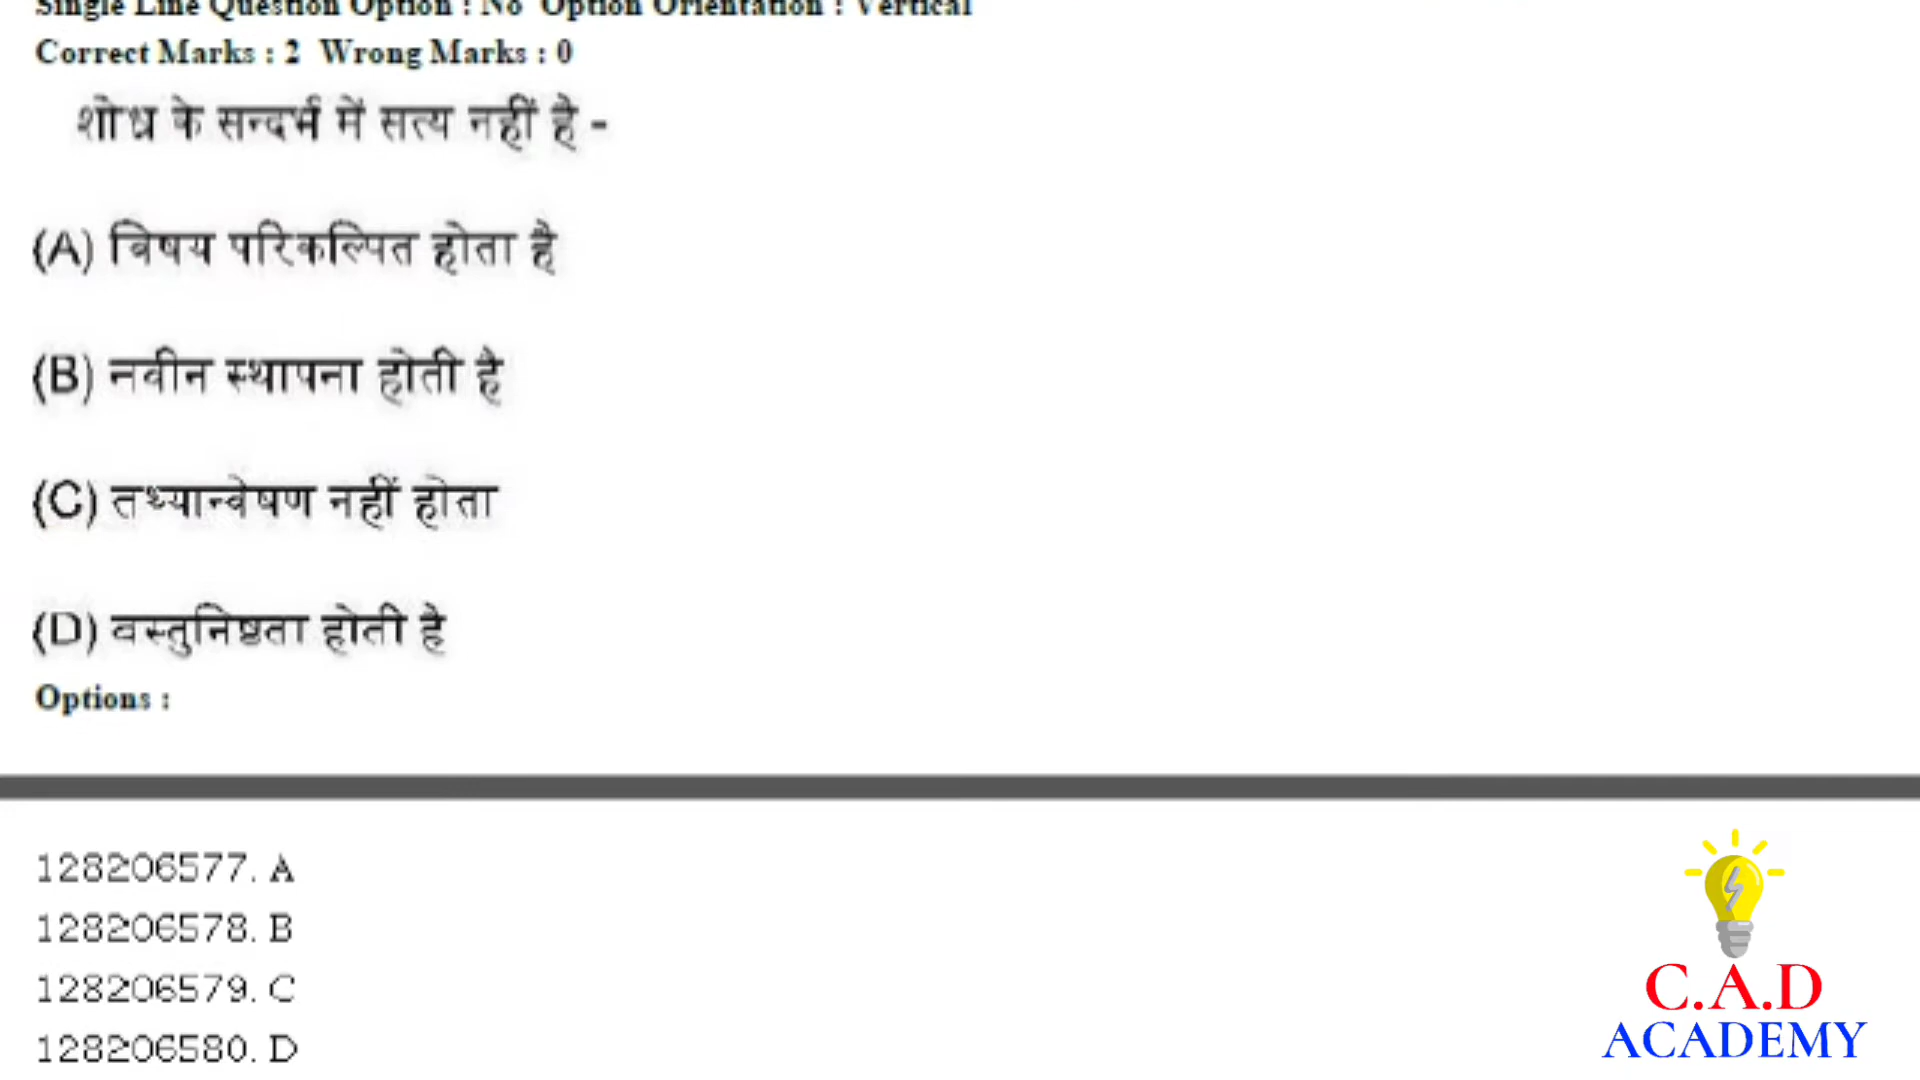 Single Line Question Option : No Option Orientation : Vertical
Correct Marks : 2 Wrong Marks : 0
शोध के सन्दर्भ में सत्य नहीं है -
(A) विषय परिकल्पित होता है
(B) नवीन स्थापना होती है
(C) तथ्यान्वेषण नहीं होता
(D) वस्तुनिष्ठता होती है
Options :
128206577. A
128206578. B
128206579. C
128206580. D
C.A.D
ACADEMY